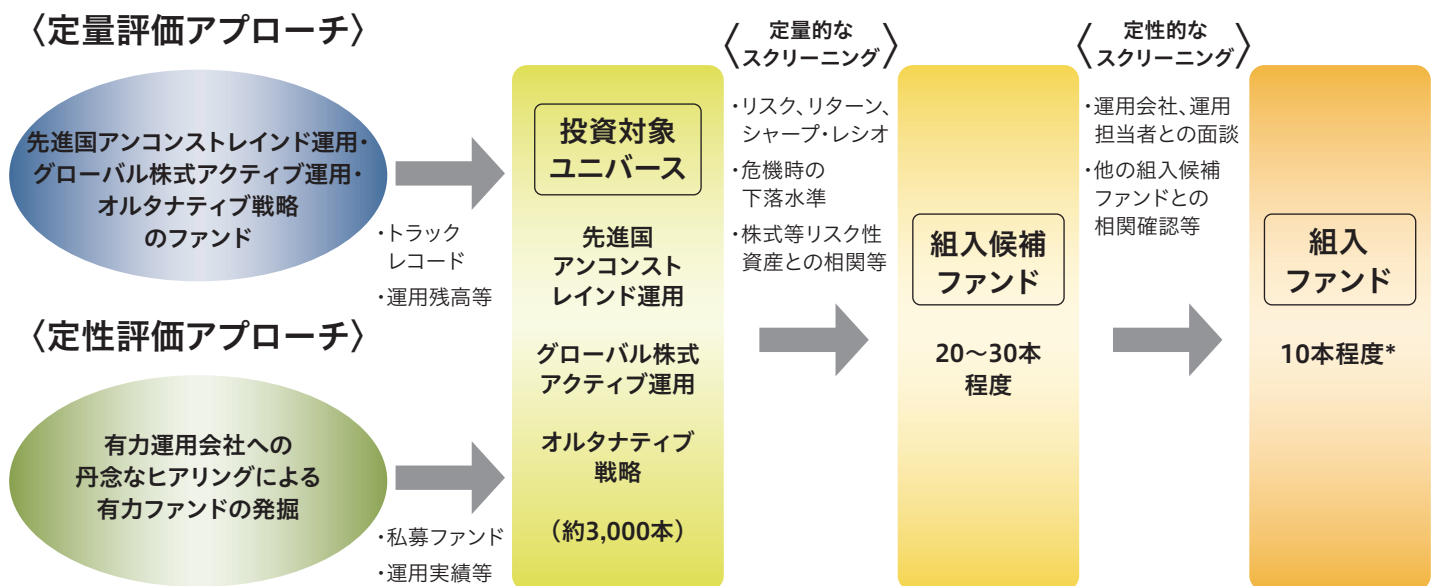 〈定量評価アプローチ〉
先進国アンコンストレインド運用・
グローバル株式アクティブ運用・
オルタナティブ戦略
のファンド
・トラック
レコード
・運用残高等
〈定性評価アプローチ〉
有力運用会社への
丹念なヒアリングによる
有力ファンドの発掘
・私募ファンド
・運用実績等
投資対象
ユニバース
先進国
アンコンスト
レインド運用
グローバル株式
アクティブ運用
オルタナティブ
戦略
（約3,000本）
〈定量的な
スクリーニング〉
・リスク、リターン、
シャープ・レシオ
・危機時の
下落水準
・株式等リスク性
資産との相関等
組入候補
ファンド
20〜30本
程度
〈定性的な
スクリーニング〉
・運用会社、運用
担当者との面談
・他の組入候補
ファンドとの
相関確認等
組入
ファンド
10本程度*